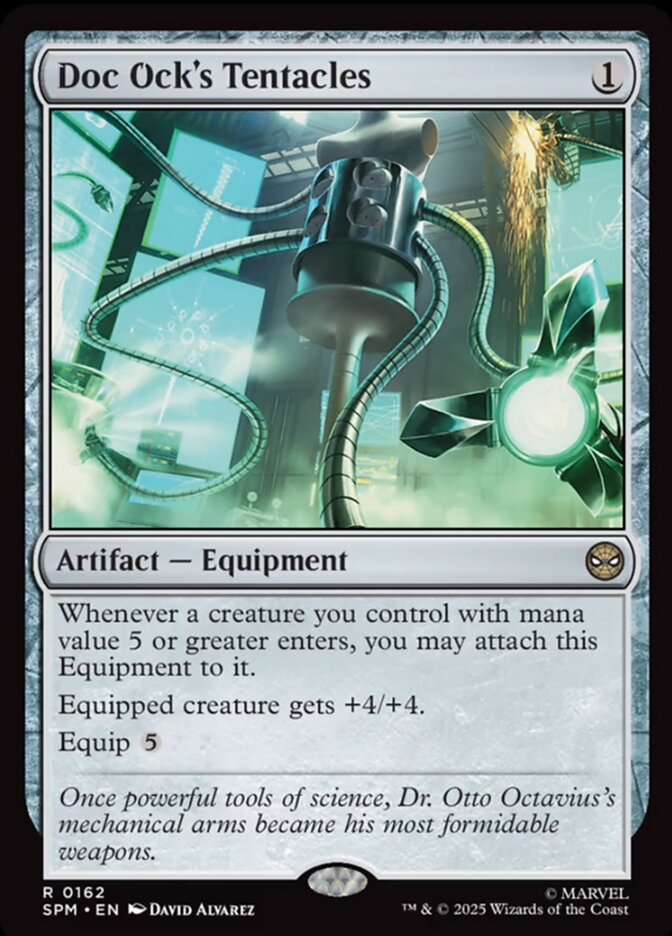 Doc Ock's Tentacles 1
Artifact — Equipment
Whenever a creature you control with mana
value 5 or greater enters, you may attach this
Equipment to it.
Equipped creature gets +4/+4.
Equip 5
Once powerful tools of science, Dr. Otto Octavius's
mechanical arms became his most formidable
weapons.
R 0162
SPM • EN David Alvarez
© MARVEL
™ & © 2025 Wizards of the Coast